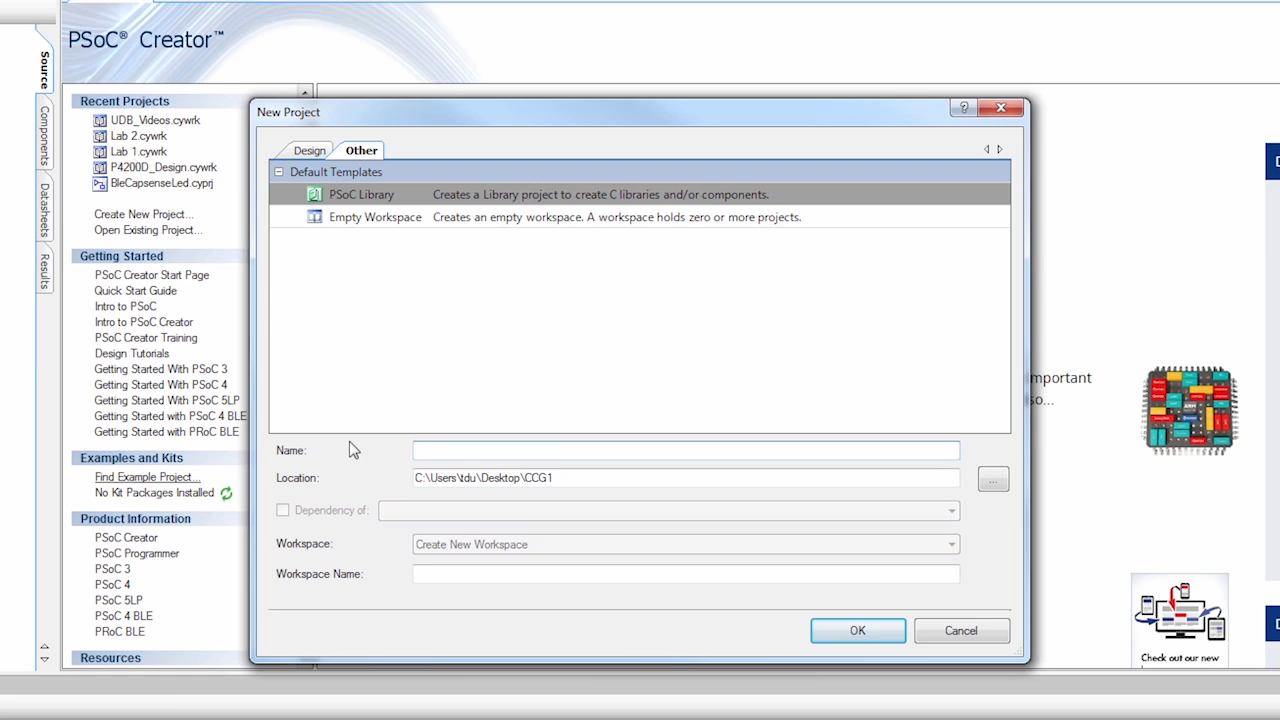 PSoC® Creator™
Source
Components
Datasheets
Results
Recent Projects
UDB_Videos.cywrk
Lab 2.cywrk
Lab 1.cywrk
P4200D_Design.cywrk
BleCapsenseLed.cyprj
Create New Project...
Open Existing Project...
Getting Started
PSoC Creator Start Page
Quick Start Guide
Intro to PSoC
Intro to PSoC Creator
PSoC Creator Training
Design Tutorials
Getting Started With PSoC 3
Getting Started With PSoC 4
Getting Started With PSoC 5LP
Getting Started with PSoC 4 BLE
Getting Started with PRoC BLE
Examples and Kits
Find Example Project...
No Kit Packages Installed
Product Information
PSoC Creator
PSoC Programmer
PSoC 3
PSoC 4
PSoC 5LP
PSoC 4 BLE
PRoC BLE
Resources
New Project
Design Other
Default Templates
PSoC Library Creates a Library project to create C libraries and/or components.
Empty Workspace Creates an empty workspace. A workspace holds zero or more projects.
Name:
Location: C:\Users\tdu\Desktop\CCG1 ...
Dependency of:
Workspace: Create New Workspace
Workspace Name:
OK Cancel
mportant
so...
Check out our new